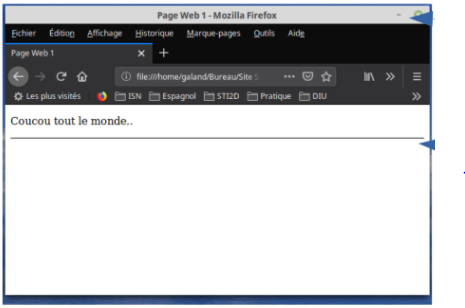 Page Web 1 - Mozilla Firefox
Fichier Édition Affichage Historique Marque-pages Outils Aide
Page Web 1
file:///home/galand/Bureau/Site
Les plus visités ISN Espagnol STI2D Pratique DIU
Coucou tout le monde..